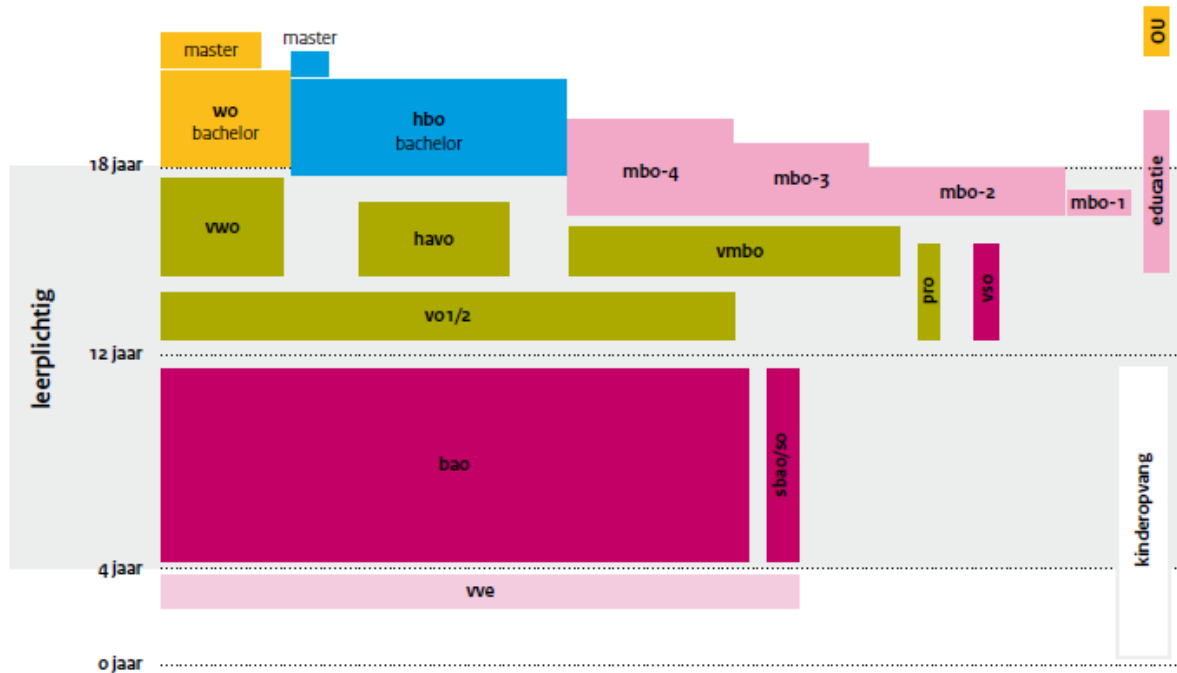 OU
master
master
wo
bachelor
hbo
bachelor
18 jaar
mbo-4
mbo-3
mbo-2
mbo-1
educatie
vwo
havo
vmbo
pro
vso
leerplichtig
vo1/2
12 jaar
bao
sbao/so
kinderopvang
4 jaar
vve
0 jaar